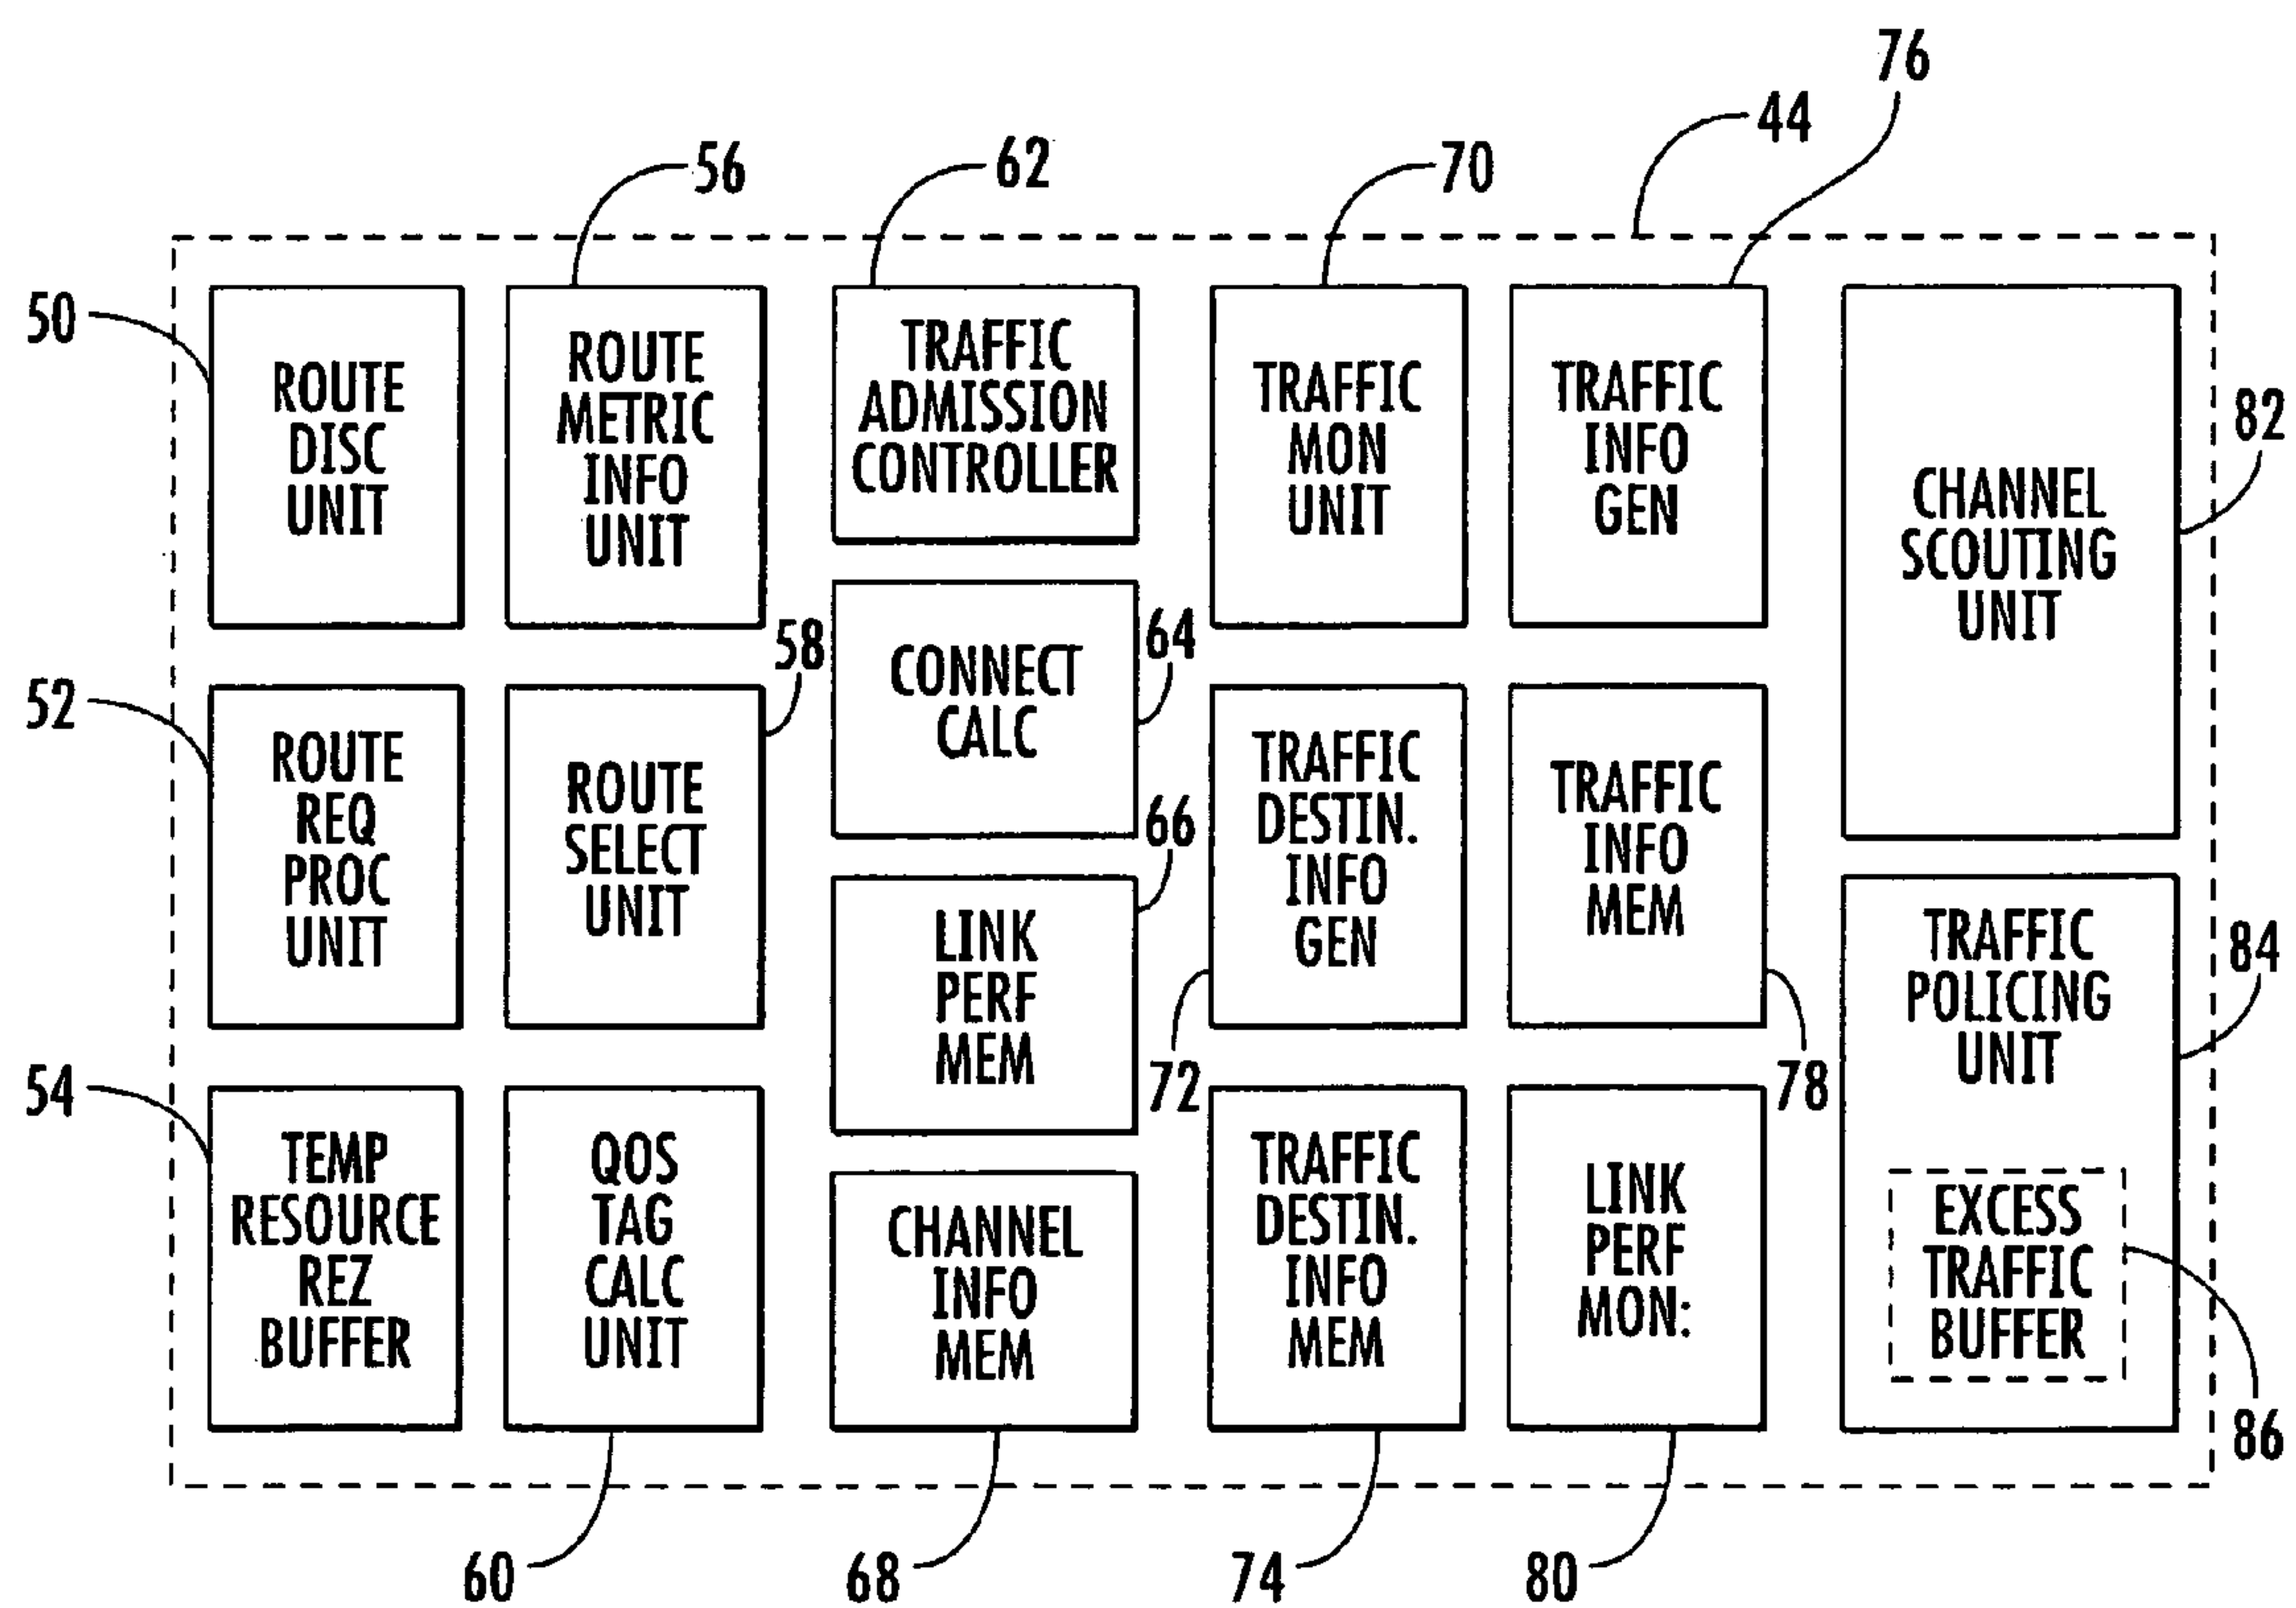 76
44
56
62
70
50
ROUTE
DISC
UNIT
ROUTE
METRIC
INFO
UNIT
TRAFFIC
ADMISSION
CONTROLLER
TRAFFIC
MON
UNIT
TRAFFIC
INFO
GEN
CHANNEL
SCOUTING
UNIT
82
58
CONNECT
CALC
64
52
ROUTE
REQ
PROC
UNIT
ROUTE
SELECT
UNIT
66
LINK
PERF
MEM
TRAFFIC
DESTIN.
INFO
GEN
72
TRAFFIC
INFO
MEM
78
TRAFFIC
POLICING
UNIT
84
54
TEMP
RESOURCE
REZ
BUFFER
QOS
TAG
CALC
UNIT
CHANNEL
INFO
MEM
TRAFFIC
DESTIN.
INFO
MEM
LINK
PERF
MON:
EXCESS
TRAFFIC
BUFFER
86
60
68
74
80